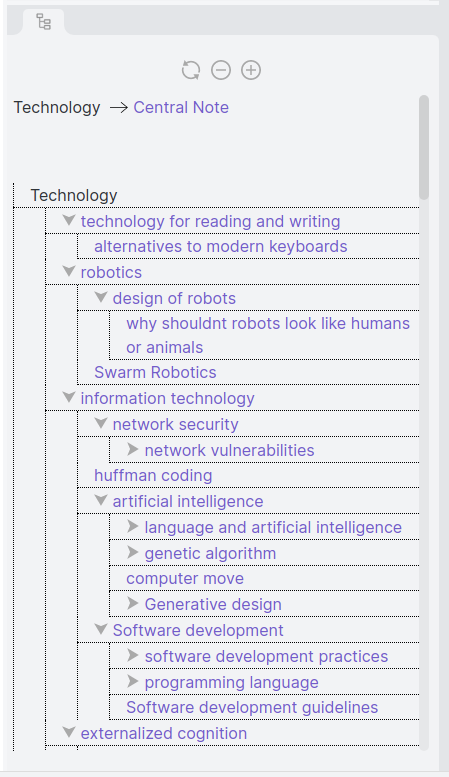 Technology → Central Note
Technology
technology for reading and writing
alternatives to modern keyboards
robotics
design of robots
why shouldnt robots look like humans
or animals
Swarm Robotics
information technology
network security
network vulnerabilities
huffman coding
artificial intelligence
language and artificial intelligence
genetic algorithm
computer move
Generative design
Software development
software development practices
programming language
Software development guidelines
externalized cognition